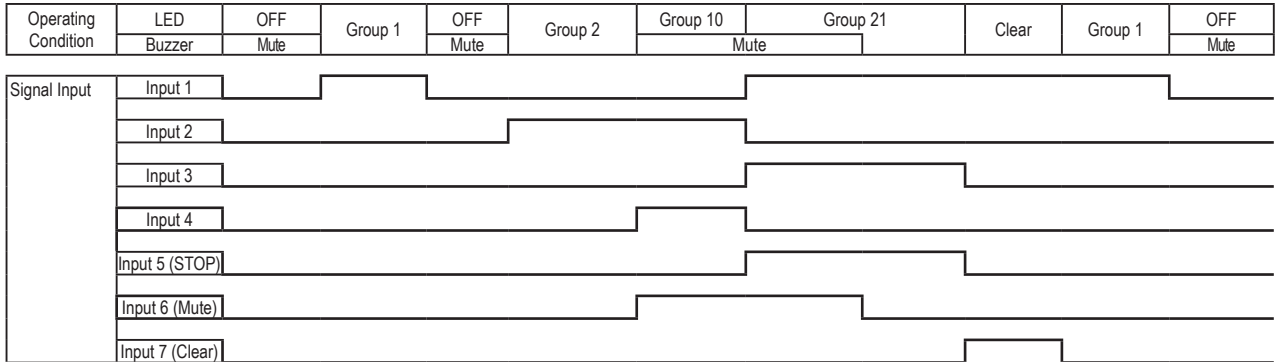 Operating Condition LED OFF Group 1 OFF Group 2 Group 10 Group 21 Clear Group 1 OFF
Buzzer Mute Mute Mute Mute
Signal Input Input 1
Input 2
Input 3
Input 4
Input 5 (STOP)
Input 6 (Mute)
Input 7 (Clear)